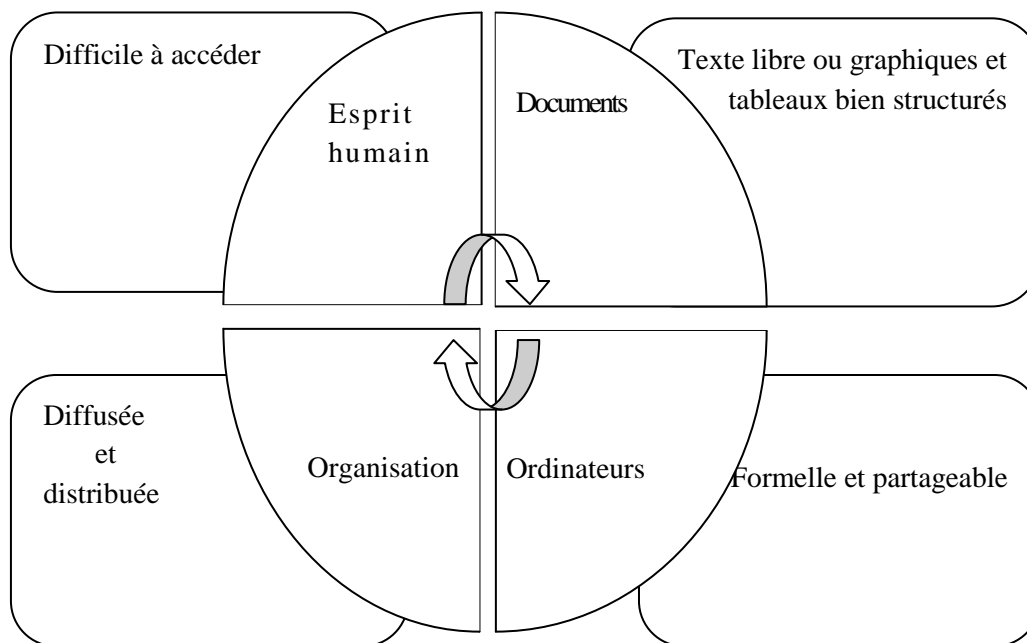 Difficile à accéder
Esprit
humain
Documents
Texte libre ou graphiques et
tableaux bien structurés
Diffusée
et
distribuée
Organisation
Ordinateurs
Formelle et partageable